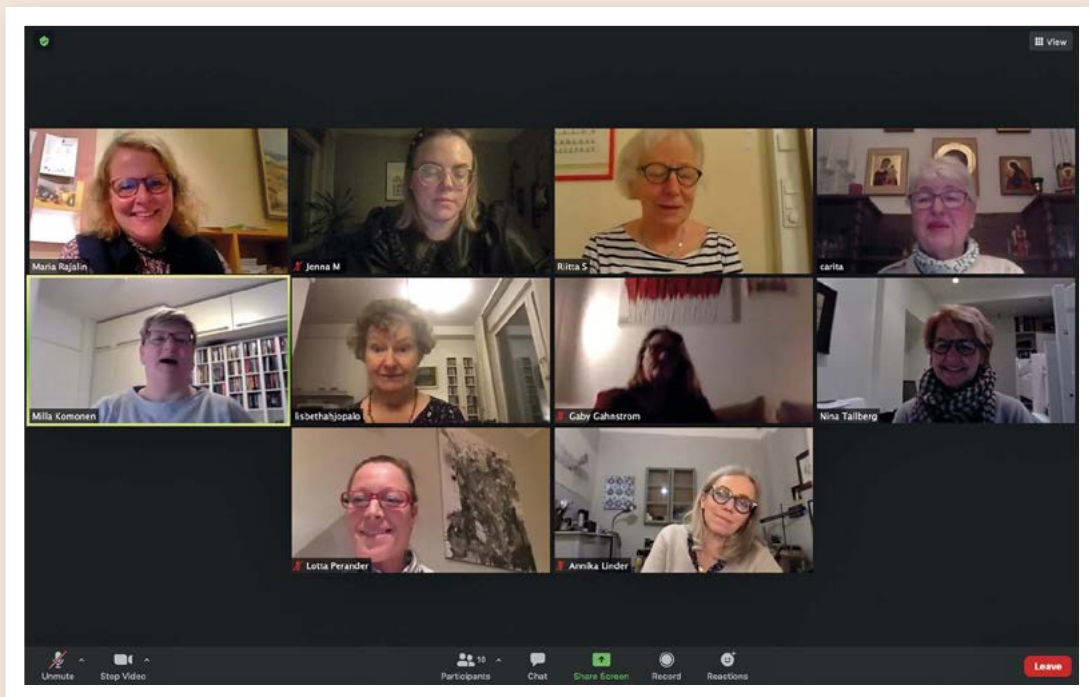 View
Maria Rajalin
Jenna M
Riitta S
carita
Milla Komonen
lisbethahjopalo
Gaby Gahnstrom
Nina Tallberg
Lotta Perander
Annika Linder
Unmute
Stop Video
Participants
10
Chat
Share Screen
Record
Reactions
Leave